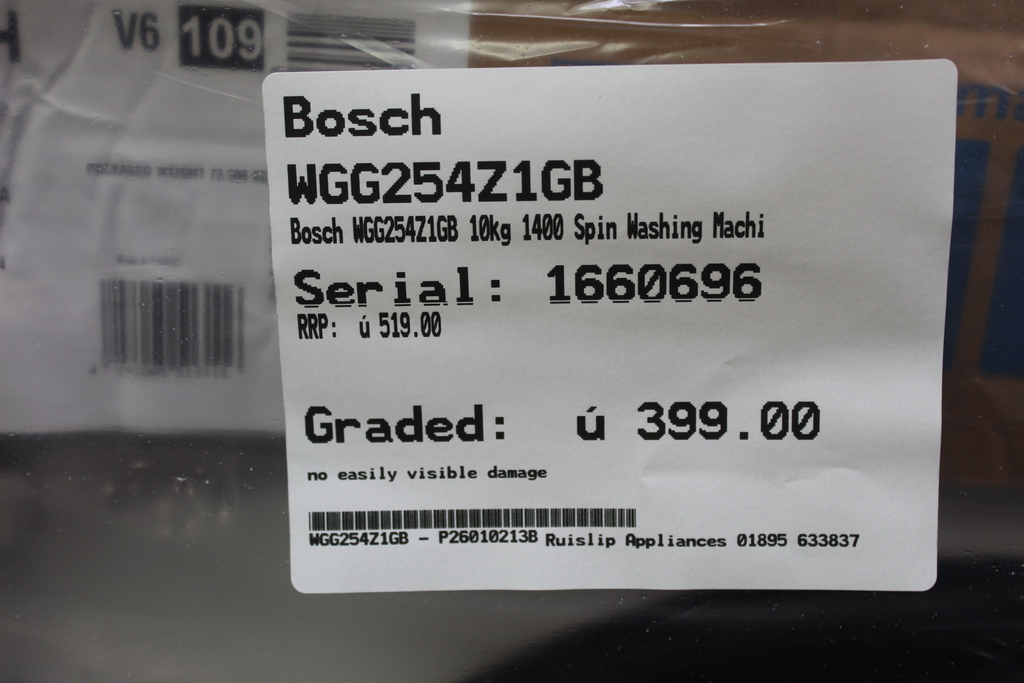 V6 109
Bosch
WGG254Z1GB
Bosch WGG254Z1GB 10kg 1400 Spin Washing Machi
Serial: 1660696
RRP: ú 519.00
Graded: ú 399.00
no easily visible damage
WGG254Z1GB - P26010213B Ruislip Appliances 01895 633837